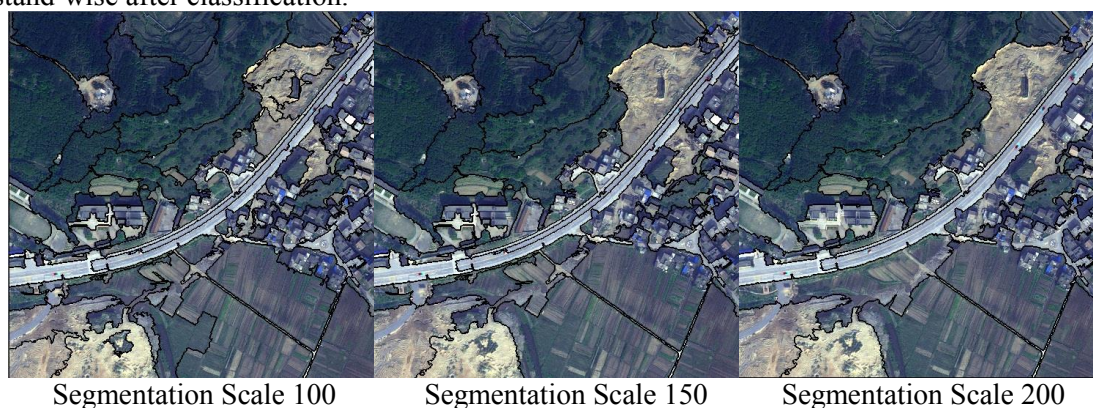 stand-wise after classification.
Segmentation Scale 100
Segmentation Scale 150
Segmentation Scale 200